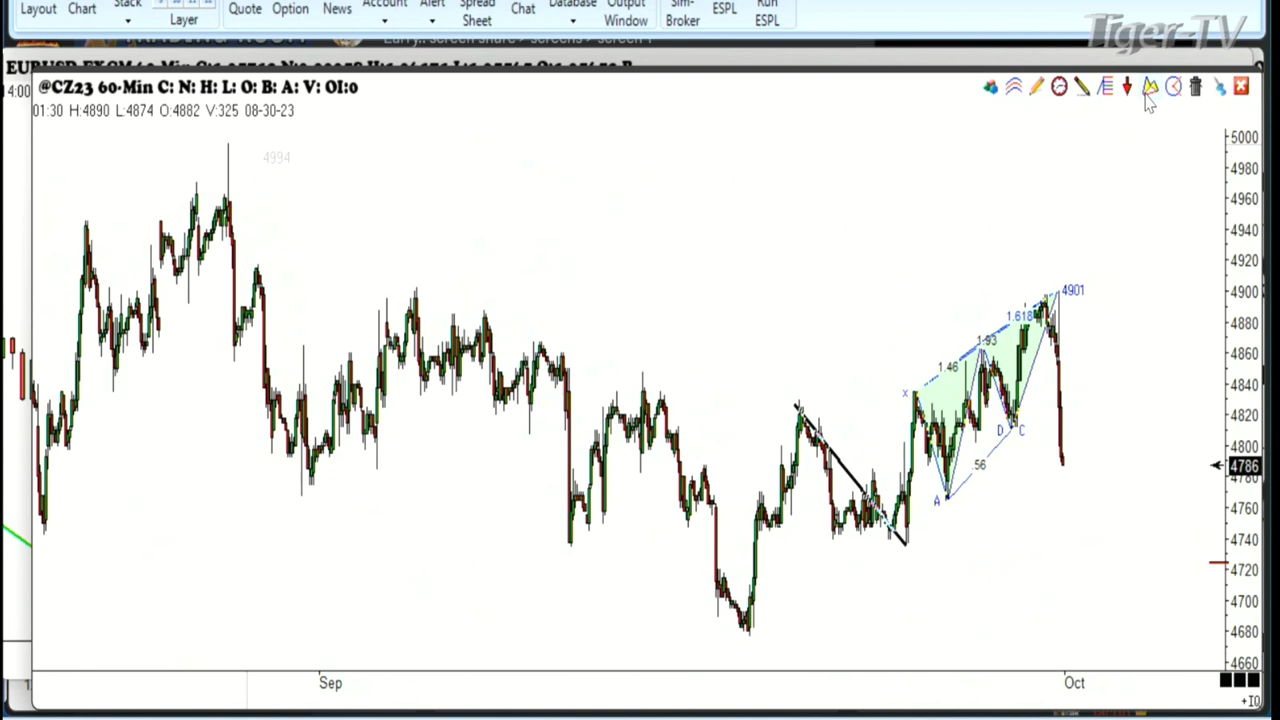 Layout Chart Stack Layer Quote Option News Account Alert Spread Sheet Chat Database Output Window Sim-Broker ESPL Run ESPL
Tiger-TV
@CZ23 60-Min C: N: H: L: O: B: A: V: OI:0
4:00
01:30 H:4890 L:4874 O:4882 V:325 08-30-23
5000
4994
4980
4960
4940
4920
4900
4901
1.618
4880
1.93
4860
1.46
4840
X
4820
D C
4800
.56
4786
4780
A
4760
4740
4720
4700
4680
4660
Sep
Oct
+IO